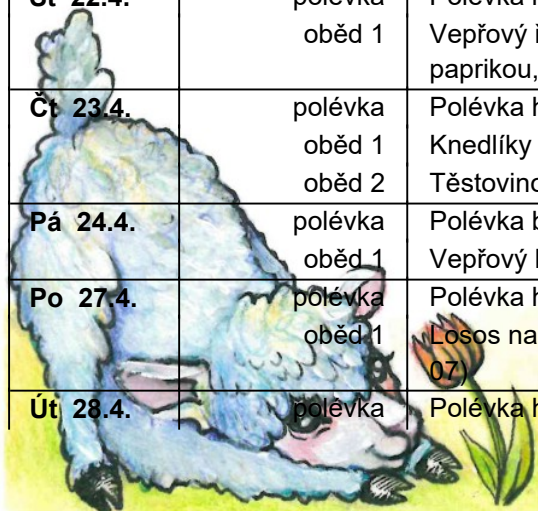 22.4. polévka Polévka
oběd 1 Vepřový
paprikou,
Čt 23.4. polévka Polévka
oběd 1 Knedlíky
oběd 2
Pá 24.4. polévka Polévka
oběd 1 Vepřový
Po 27.4. polévka Polévka
oběd 1 Losos na
07)
Út 28.4. polévka Polévka